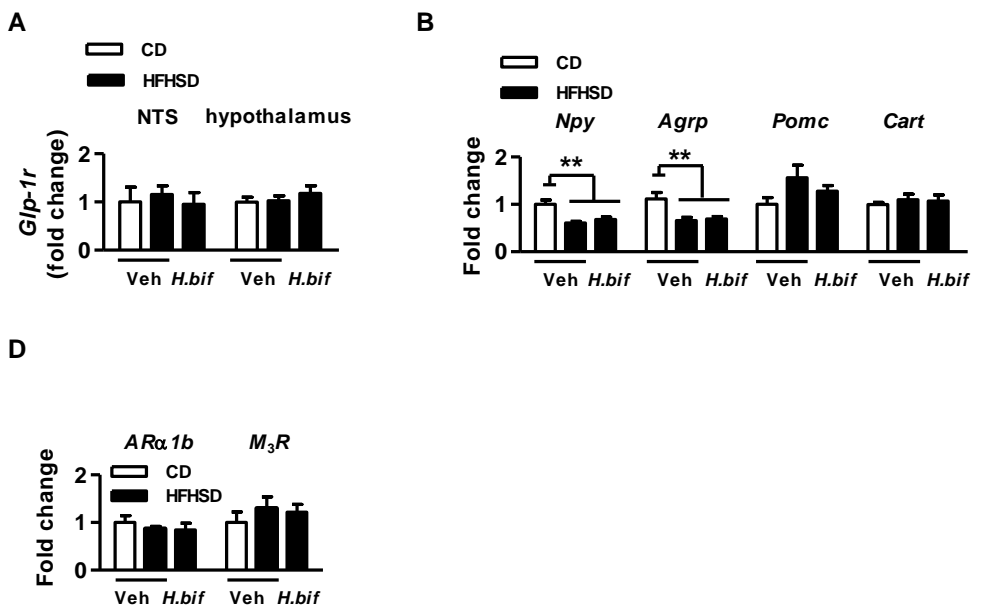 A
CD
HFHSD
NTS hypothalamus
Glp-1r
(fold change)
2
1
0
Veh H.bif Veh H.bif
B
CD
HFHSD
Npy Agrp Pomc Cart
Fold change
2
1
0
** **
Veh H.bif Veh H.bif Veh H.bif Veh H.bif
D
ARα1b M₃R
CD
HFHSD
Fold change
2
1
0
Veh H.bif Veh H.bif